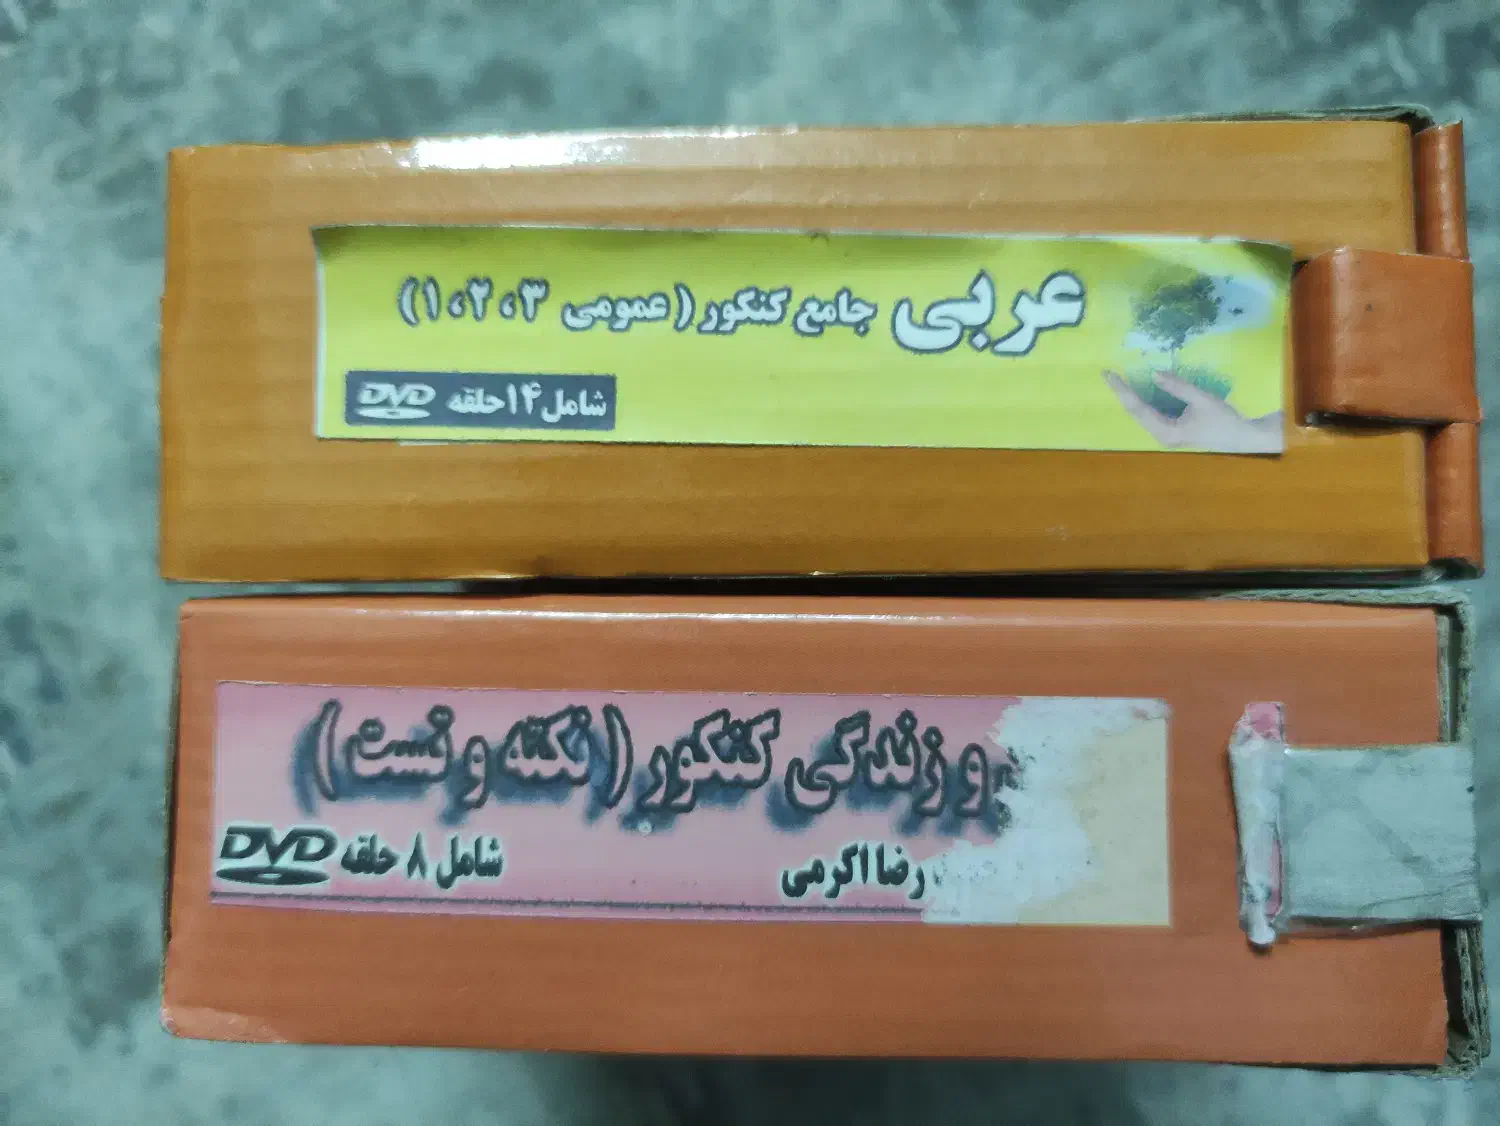 عربی جامع کنکور (عمومی ۱،۲،۳)
شامل ۱۴ حلقه DVD
و زندگی کنکور (نکته و تست)
رضا اکرمی
شامل ۸ حلقه DVD